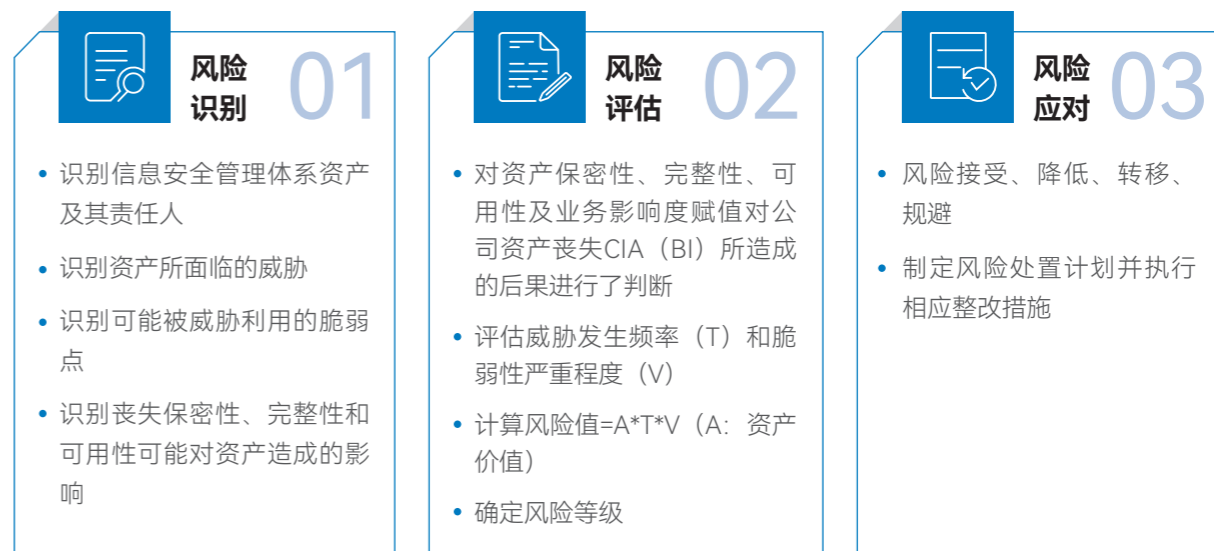 风险
识别
01
• 识别信息安全管理体系资产
及其责任人
• 识别资产所面临的威胁
• 识别可能被威胁利用的脆弱
点
• 识别丧失保密性、完整性和
可用性可能对资产造成的影
响
风险
评估
02
• 对资产保密性、完整性、可
用性及业务影响度赋值对公
司资产丧失CIA（BI）所造成
的后果进行了判断
• 评估威胁发生频率（T）和脆
弱性严重程度（V）
• 计算风险值=A*T*V（A：资产
价值）
• 确定风险等级
风险
应对
03
• 风险接受、降低、转移、
规避
• 制定风险处置计划并执行
相应整改措施